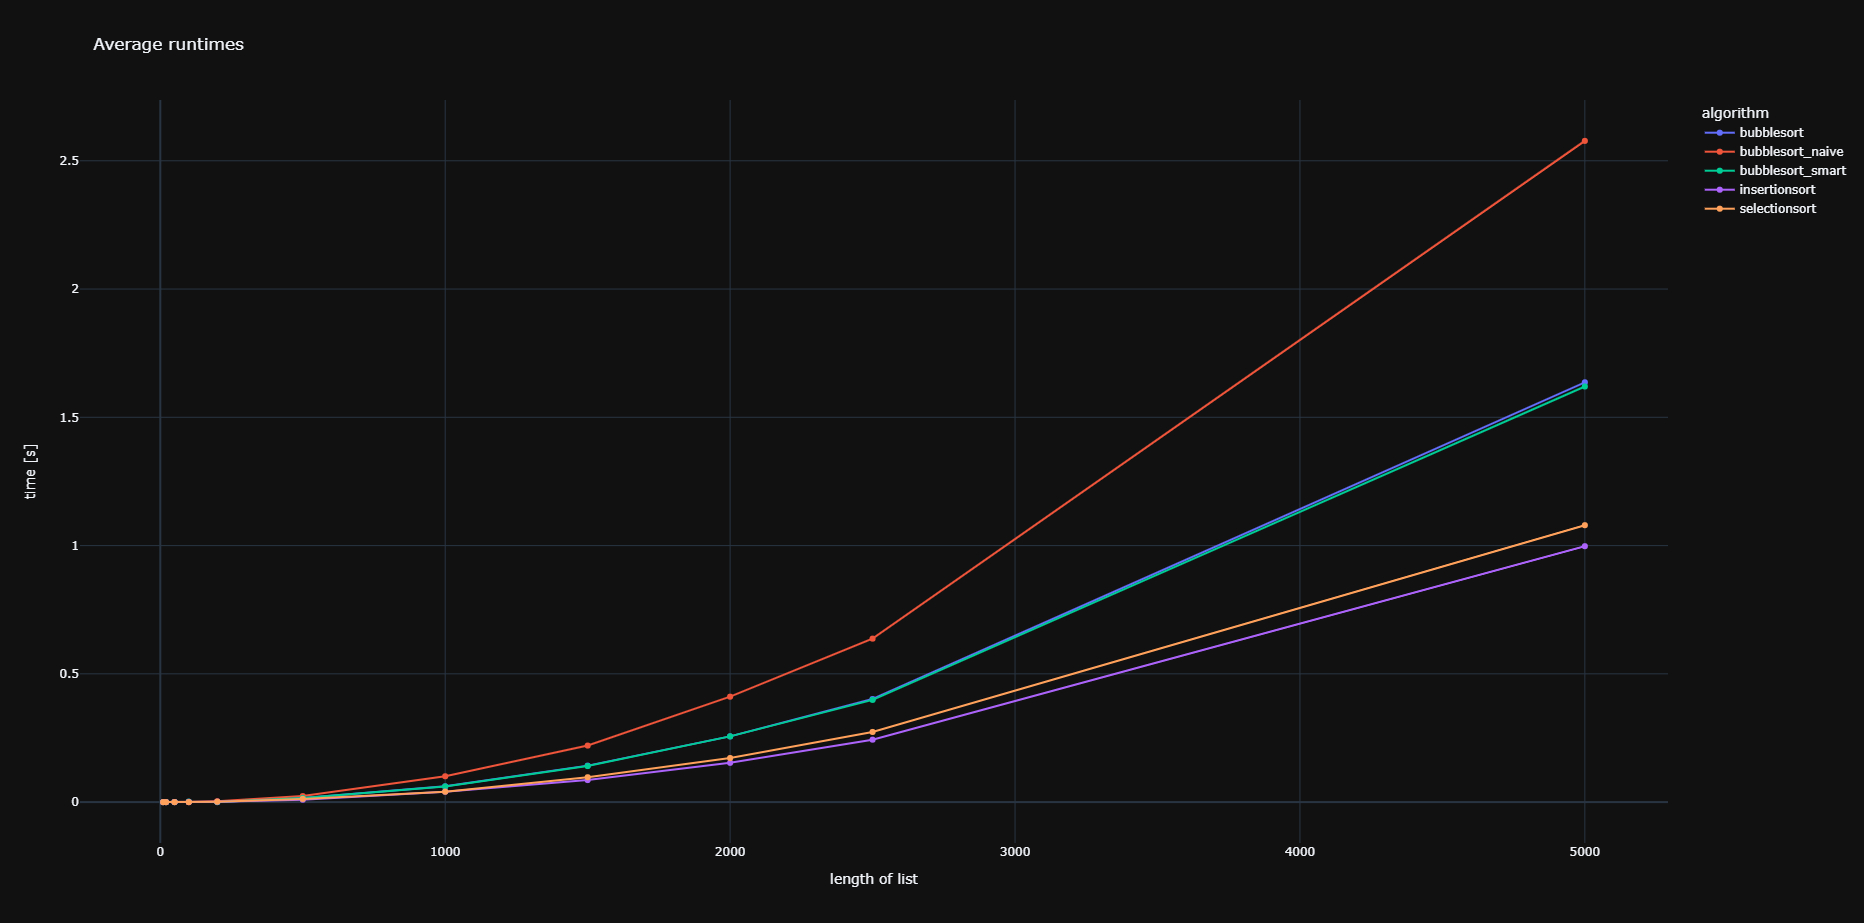 Average runtimes
algorithm
bubblesort
bubblesort_naive
bubblesort_smart
insertionsort
selectionsort
2.5
2
1.5
1
0.5
0
time [s]
0 1000 2000 3000 4000 5000
length of list